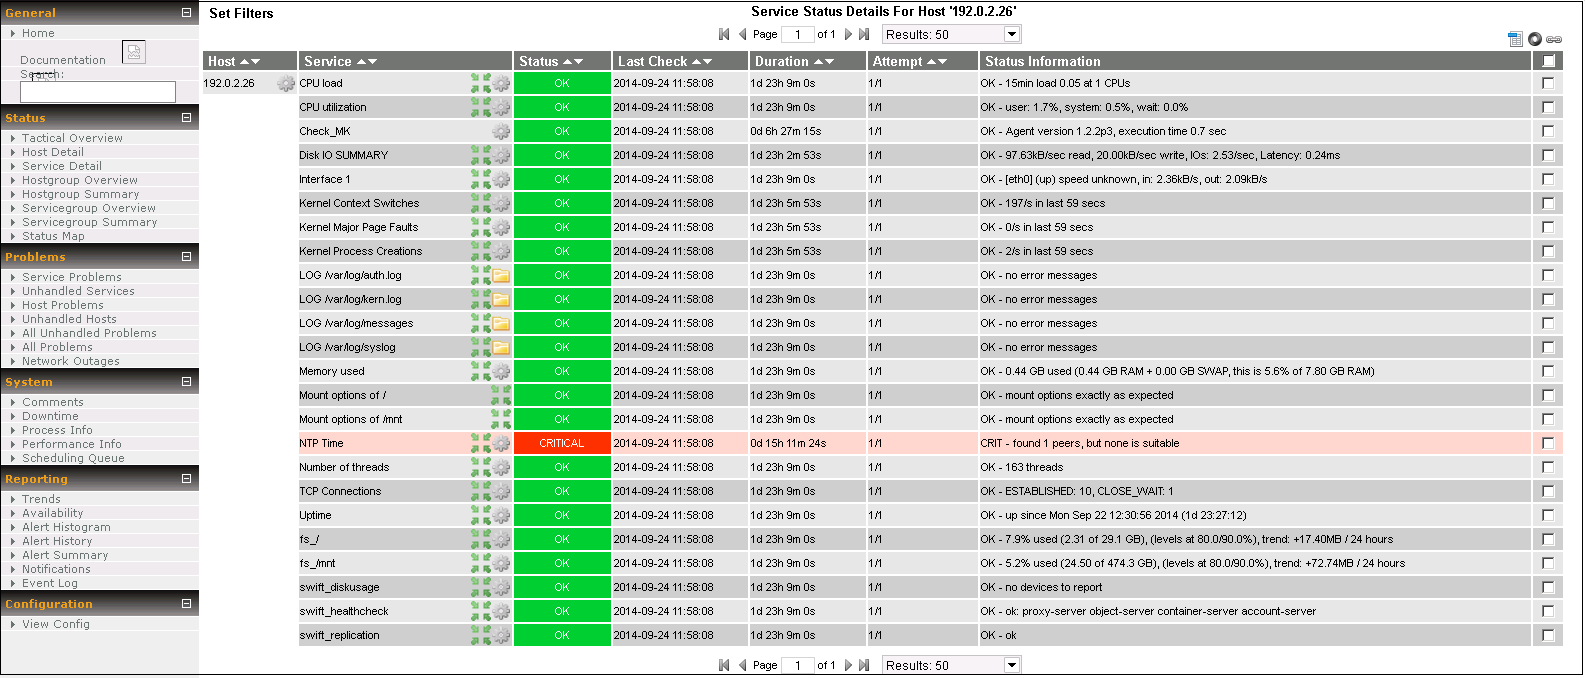 General
Home
Documentation
Search:
Status
Tactical Overview
Host Detail
Service Detail
Hostgroup Overview
Hostgroup Summary
Servicegroup Overview
Servicegroup Summary
Status Map
Problems
Service Problems
Unhandled Services
Host Problems
Unhandled Hosts
All Unhandled Problems
All Problems
Network Outages
System
Comments
Downtime
Process Info
Performance Info
Scheduling Queue
Reporting
Trends
Availability
Alert Histogram
Alert History
Alert Summary
Notifications
Event Log
Configuration
View Config
Set Filters
Service Status Details For Host '192.0.2.26'
Page 1 of 1 Results: 50
Host Service Status Last Check Duration Attempt Status Information
192.0.2.26 CPU load OK 2014-09-24 11:58:08 1d 23h 9m 0s 1/1 OK - 15min load 0.05 at 1 CPUs
CPU utilization OK 2014-09-24 11:58:08 1d 23h 9m 0s 1/1 OK - user: 1.7%, system: 0.5%, wait: 0.0%
Check_MK OK 2014-09-24 11:58:08 0d 6h 27m 15s 1/1 OK - Agent version 1.2.2p3, execution time 0.7 sec
Disk IO SUMMARY OK 2014-09-24 11:58:08 1d 23h 2m 53s 1/1 OK - 97.63kB/sec read, 20.00kB/sec write, IOs: 2.53/sec, Latency: 0.24ms
Interface 1 OK 2014-09-24 11:58:08 1d 23h 9m 0s 1/1 OK - [eth0] (up) speed unknown, in: 2.36kB/s, out: 2.09kB/s
Kernel Context Switches OK 2014-09-24 11:58:08 1d 23h 5m 53s 1/1 OK - 197/s in last 59 secs
Kernel Major Page Faults OK 2014-09-24 11:58:08 1d 23h 5m 53s 1/1 OK - 0/s in last 59 secs
Kernel Process Creations OK 2014-09-24 11:58:08 1d 23h 5m 53s 1/1 OK - 2/s in last 59 secs
LOG /var/log/auth.log OK 2014-09-24 11:58:08 1d 23h 9m 0s 1/1 OK - no error messages
LOG /var/log/kern.log OK 2014-09-24 11:58:08 1d 23h 9m 0s 1/1 OK - no error messages
LOG /var/log/messages OK 2014-09-24 11:58:08 1d 23h 9m 0s 1/1 OK - no error messages
LOG /var/log/syslog OK 2014-09-24 11:58:08 1d 23h 9m 0s 1/1 OK - no error messages
Memory used OK 2014-09-24 11:58:08 1d 23h 9m 0s 1/1 OK - 0.44 GB used (0.44 GB RAM + 0.00 GB SWAP, this is 5.6% of 7.80 GB RAM)
Mount options of / OK 2014-09-24 11:58:08 1d 23h 9m 0s 1/1 OK - mount options exactly as expected
Mount options of /mnt OK 2014-09-24 11:58:08 1d 23h 9m 0s 1/1 OK - mount options exactly as expected
NTP Time CRITICAL 2014-09-24 11:58:08 0d 15h 11m 24s 1/1 CRIT - found 1 peers, but none is suitable
Number of threads OK 2014-09-24 11:58:08 1d 23h 9m 0s 1/1 OK - 163 threads
TCP Connections OK 2014-09-24 11:58:08 1d 23h 9m 0s 1/1 OK - ESTABLISHED: 10, CLOSE_WAIT: 1
Uptime OK 2014-09-24 11:58:08 1d 23h 9m 0s 1/1 OK - up since Mon Sep 22 12:30:56 2014 (1d 23:27:12)
fs_/ OK 2014-09-24 11:58:08 1d 23h 9m 0s 1/1 OK - 7.9% used (2.31 of 29.1 GB), (levels at 80.0/90.0%), trend: +17.40MB / 24 hours
fs_/mnt OK 2014-09-24 11:58:08 1d 23h 9m 0s 1/1 OK - 5.2% used (24.50 of 474.3 GB), (levels at 80.0/90.0%), trend: +72.74MB / 24 hours
swift_diskusage OK 2014-09-24 11:58:08 1d 23h 9m 0s 1/1 OK - no devices to report
swift_healthcheck OK 2014-09-24 11:58:08 1d 23h 9m 0s 1/1 OK - ok: proxy-server object-server container-server account-server
swift_replication OK 2014-09-24 11:58:08 1d 23h 9m 0s 1/1 OK - ok
Page 1 of 1 Results: 50